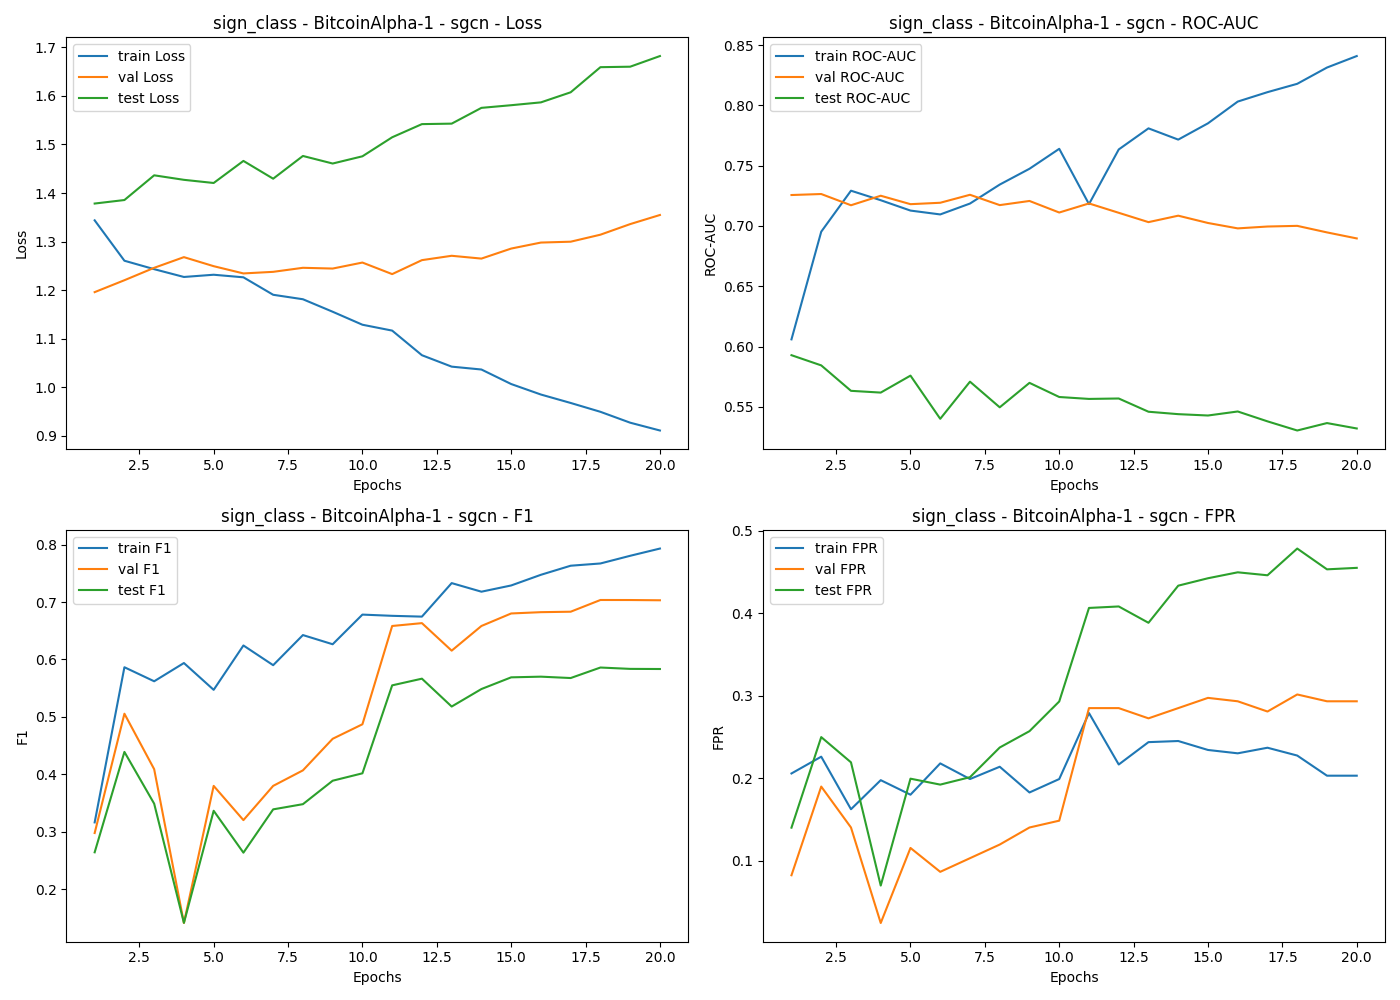 sign_class - BitcoinAlpha-1 - sgcn - Loss
train Loss
val Loss
test Loss
1.7
1.6
1.5
1.4
1.3
1.2
1.1
1.0
0.9
Loss
2.5 5.0 7.5 10.0 12.5 15.0 17.5 20.0
Epochs
sign_class - BitcoinAlpha-1 - sgcn - ROC-AUC
train ROC-AUC
val ROC-AUC
test ROC-AUC
0.85
0.80
0.75
0.70
0.65
0.60
0.55
ROC-AUC
2.5 5.0 7.5 10.0 12.5 15.0 17.5 20.0
Epochs
sign_class - BitcoinAlpha-1 - sgcn - F1
train F1
val F1
test F1
0.8
0.7
0.6
0.5
0.4
0.3
0.2
F1
2.5 5.0 7.5 10.0 12.5 15.0 17.5 20.0
Epochs
sign_class - BitcoinAlpha-1 - sgcn - FPR
train FPR
val FPR
test FPR
0.5
0.4
0.3
0.2
0.1
FPR
2.5 5.0 7.5 10.0 12.5 15.0 17.5 20.0
Epochs